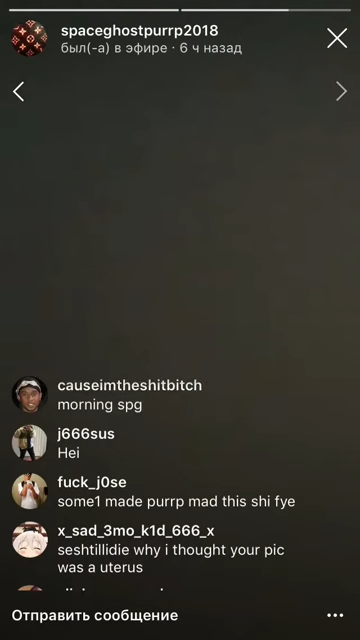 spaceghostpurrp2018
был(-а) в эфире · 6 ч назад
causeimtheshitbitch
morning spg
j666sus
Hei
fuck_j0se
some1 made purrp mad this shi fye
x_sad_3mo_k1d_666_x
seshtillidie why i thought your pic
was a uterus
Отправить сообщение